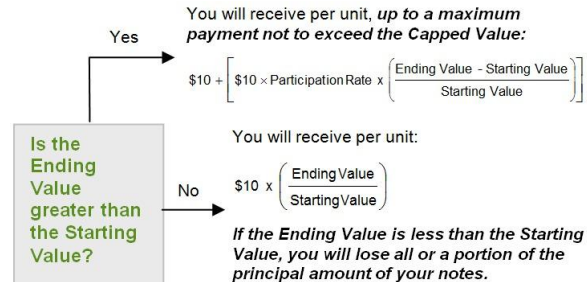 Yes
You will receive per unit, up to a maximum
payment not to exceed the Capped Value:
$10 + [ $10 × Participation Rate x ( Ending Value - Starting Value / Starting Value ) ]
Is the
Ending
Value
greater than
the Starting
Value?
No
You will receive per unit:
$10 x ( Ending Value / Starting Value )
If the Ending Value is less than the Starting
Value, you will lose all or a portion of the
principal amount of your notes.